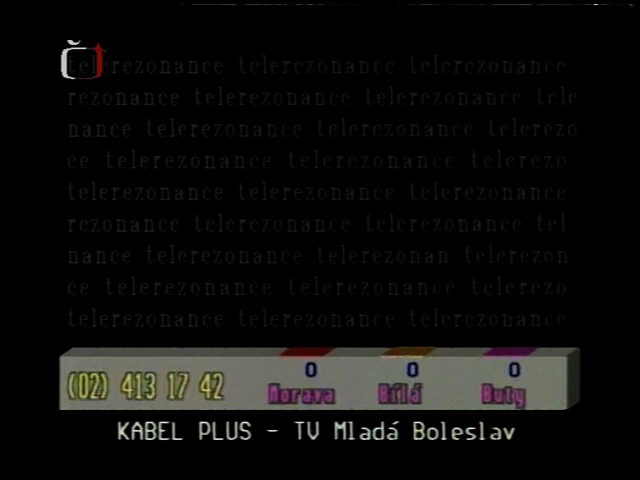 telerezonance telerezonance telerezonance
rezonance telerezonance telerezonance tele
nance telerezonance telerezonance telerezo
ce telerezonance telerezonance telerezo
telerezonance telerezonance telerezonance
rezonance telerezonance telerezonance tel
nance telerezonance telerezonan telerezon
ce telerezonance telerezonance telerezo
telerezonance telerezonance telerezonance
(02) 413 17 42
0 0 0
Morava Bílá Buty
KABEL PLUS - TV Mladá Boleslav